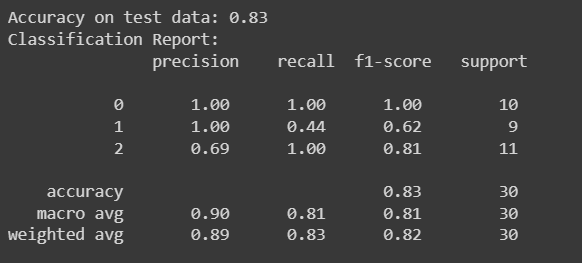 Accuracy on test data: 0.83
Classification Report:
precision recall f1-score support
0 1.00 1.00 1.00 10
1 1.00 0.44 0.62 9
2 0.69 1.00 0.81 11
accuracy 0.83 30
macro avg 0.90 0.81 0.81 30
weighted avg 0.89 0.83 0.82 30